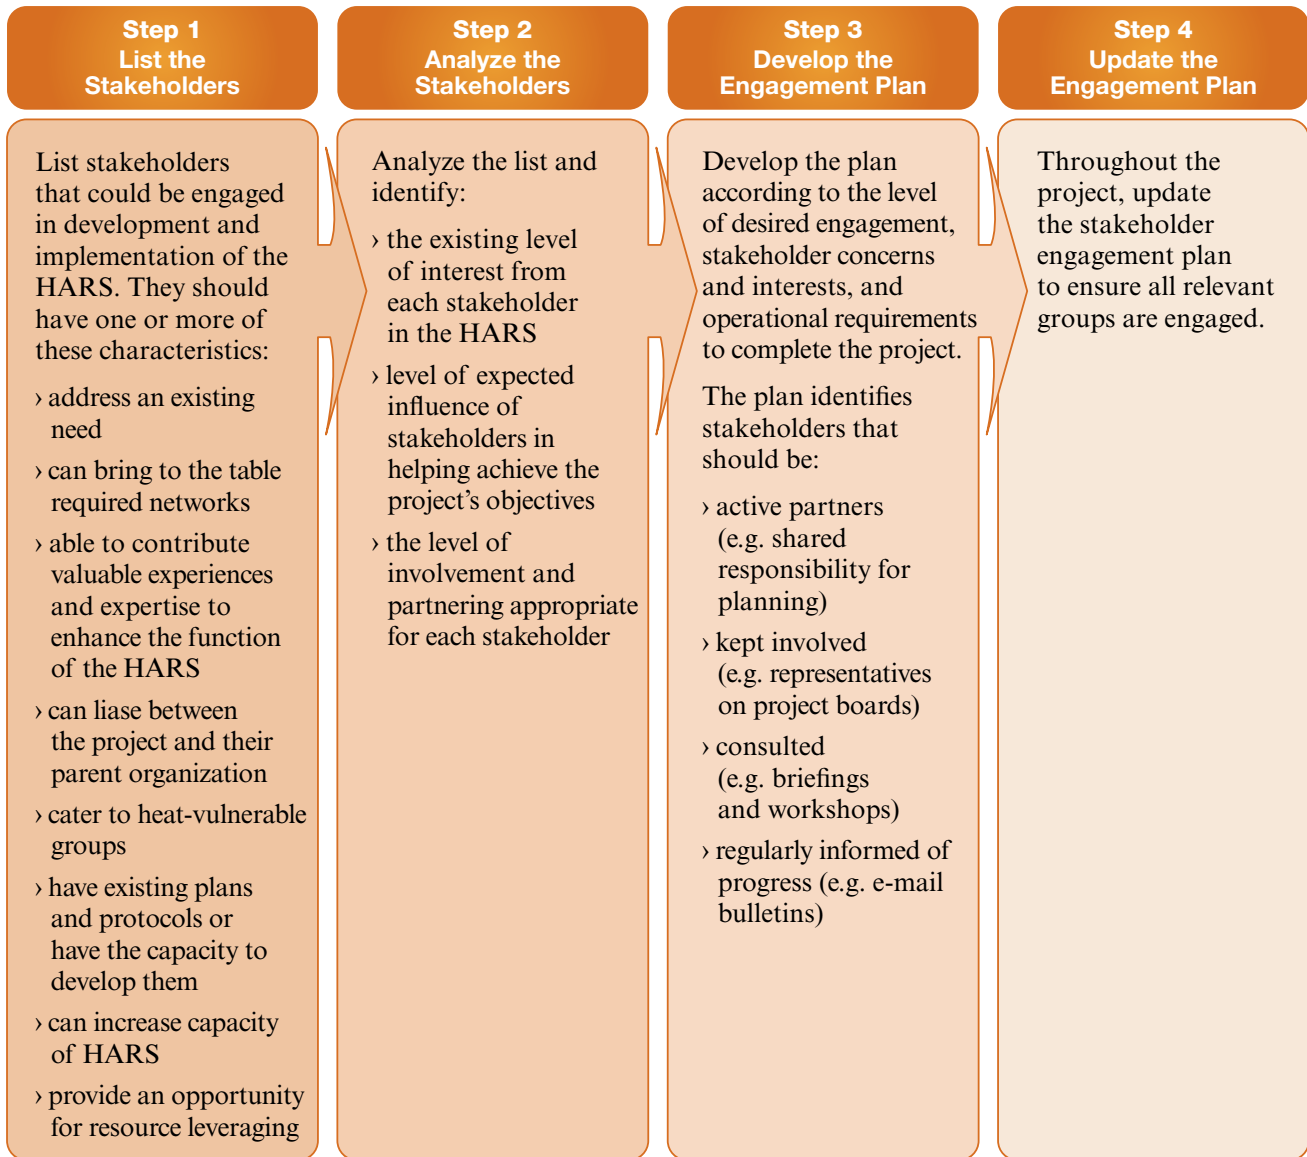 Step 1
List the
Stakeholders
List stakeholders
that could be engaged
in development and
implementation of the
HARS. They should
have one or more of
these characteristics:
› address an existing
need
› can bring to the table
required networks
› able to contribute
valuable experiences
and expertise to
enhance the function
of the HARS
› can liase between
the project and their
parent organization
› cater to heat-vulnerable
groups
› have existing plans
and protocols or
have the capacity to
develop them
› can increase capacity
of HARS
› provide an opportunity
for resource leveraging
Step 2
Analyze the
Stakeholders
Analyze the list and
identify:
› the existing level
of interest from
each stakeholder
in the HARS
› level of expected
influence of
stakeholders in
helping achieve the
project’s objectives
› the level of
involvement and
partnering appropriate
for each stakeholder
Step 3
Develop the
Engagement Plan
Develop the plan
according to the level
of desired engagement,
stakeholder concerns
and interests, and
operational requirements
to complete the project.
The plan identifies
stakeholders that
should be:
› active partners
(e.g. shared
responsibility for
planning)
› kept involved
(e.g. representatives
on project boards)
› consulted
(e.g. briefings
and workshops)
› regularly informed of
progress (e.g. e-mail
bulletins)
Step 4
Update the
Engagement Plan
Throughout the
project, update
the stakeholder
engagement plan
to ensure all relevant
groups are engaged.